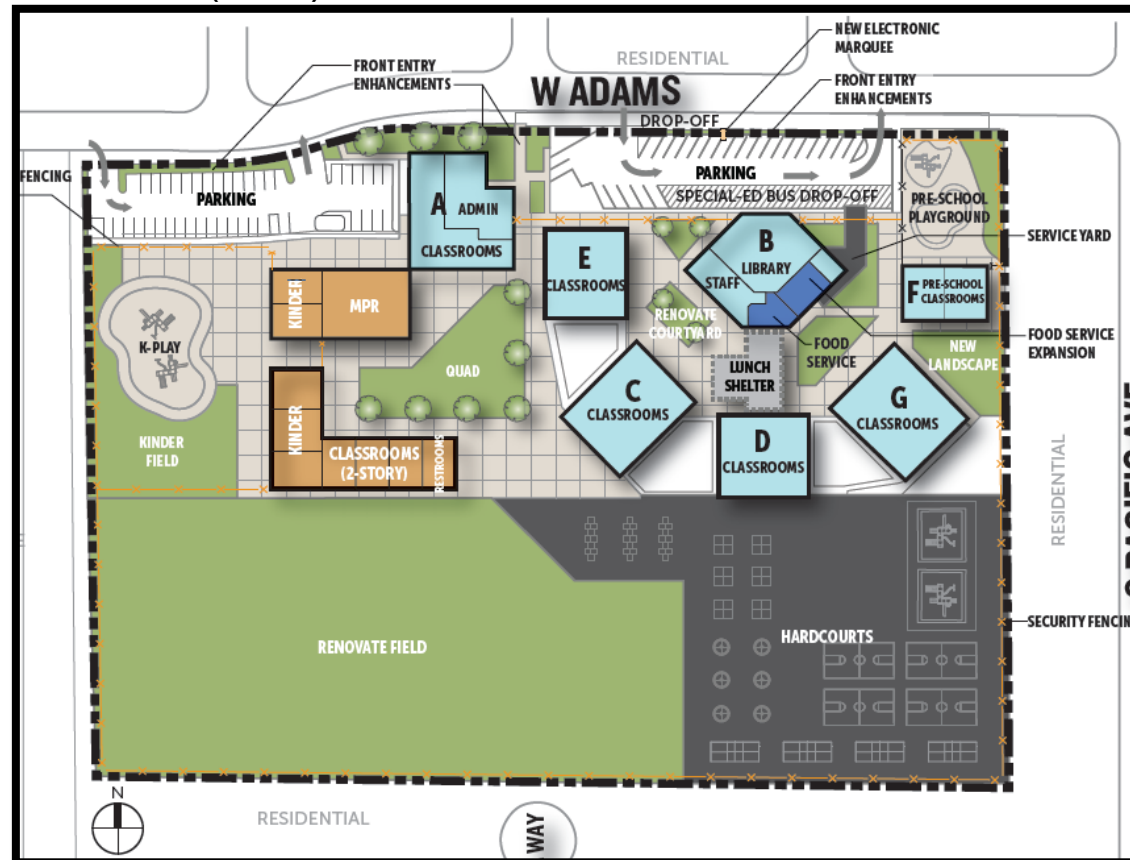 NEW ELECTRONIC
MARQUEE
RESIDENTIAL
FRONT ENTRY
ENHANCEMENTS
FRONT ENTRY
ENHANCEMENTS
W ADAMS
DROP-OFF
FENCING
PARKING
PARKING
SPECIAL-ED BUS DROP-OFF
PRE-SCHOOL
PLAYGROUND
A
ADMIN
CLASSROOMS
SERVICE YARD
E
CLASSROOMS
B
LIBRARY
STAFF
F
PRE-SCHOOL
CLASSROOMS
KINDER
MPR
RENOVATE
COURTYARD
FOOD
SERVICE
FOOD SERVICE
EXPANSION
K-PLAY
NEW
LANDSCAPE
QUAD
LUNCH
SHELTER
C
CLASSROOMS
G
CLASSROOMS
KINDER
FIELD
KINDER
CLASSROOMS
(2-STORY)
RESTROOMS
D
CLASSROOMS
RESIDENTIAL
S PACIFIC AVE
SECURITY FENCIN
RENOVATE FIELD
HARDCOURTS
N
RESIDENTIAL
WAY